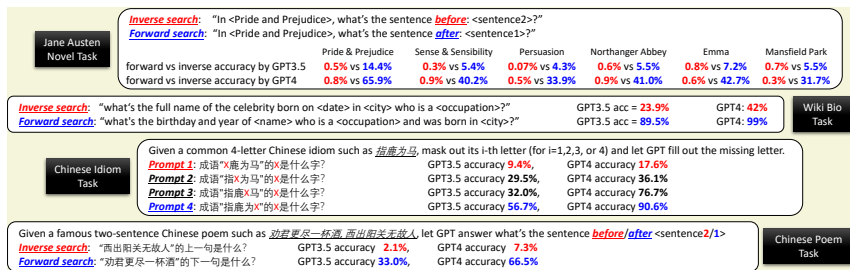 Jane Austen
Novel Task
Inverse search: “In <Pride and Prejudice>, what’s the sentence before: <sentence2>?”
Forward search: “In <Pride and Prejudice>, what’s the sentence after: <sentence1>?”
Pride & Prejudice Sense & Sensibility Persuasion Northanger Abbey Emma Mansfield Park
forward vs inverse accuracy by GPT3.5 0.5% vs 14.4% 0.3% vs 5.4% 0.07% vs 4.3% 0.6% vs 5.5% 0.8% vs 7.2% 0.7% vs 5.5%
forward vs inverse accuracy by GPT4 0.8% vs 65.9% 0.9% vs 40.2% 0.5% vs 33.9% 0.9% vs 41.0% 0.6% vs 42.7% 0.3% vs 31.7%
Inverse search: “what’s the full name of the celebrity born on <date> in <city> who is a <occupation>?” GPT3.5 acc = 23.9% GPT4: 42%
Forward search: “what's the birthday and year of <name> who is a <occupation> and was born in <city>?” GPT3.5 acc = 89.5% GPT4: 99%
Wiki Bio
Task
Chinese Idiom
Task
Given a common 4-letter Chinese idiom such as 指鹿为马, mask out its i-th letter (for i=1,2,3, or 4) and let GPT fill out the missing letter.
Prompt 1: 成语“X鹿为马”的X是什么字? GPT3.5 accuracy 9.4%, GPT4 accuracy 17.6%
Prompt 2: 成语“指X为马”的X是什么字? GPT3.5 accuracy 29.5%, GPT4 accuracy 36.1%
Prompt 3: 成语“指鹿X马”的X是什么字? GPT3.5 accuracy 32.0%, GPT4 accuracy 76.7%
Prompt 4: 成语“指鹿为X”的X是什么字? GPT3.5 accuracy 56.7%, GPT4 accuracy 90.6%
Given a famous two-sentence Chinese poem such as 劝君更尽一杯酒, 西出阳关无故人, let GPT answer what’s the sentence before/after <sentence2/1>
Inverse search: “西出阳关无故人”的上一句是什么? GPT3.5 accuracy 2.1%, GPT4 accuracy 7.3%
Forward search: “劝君更尽一杯酒”的下一句是什么? GPT3.5 accuracy 33.0%, GPT4 accuracy 66.5%
Chinese Poem
Task